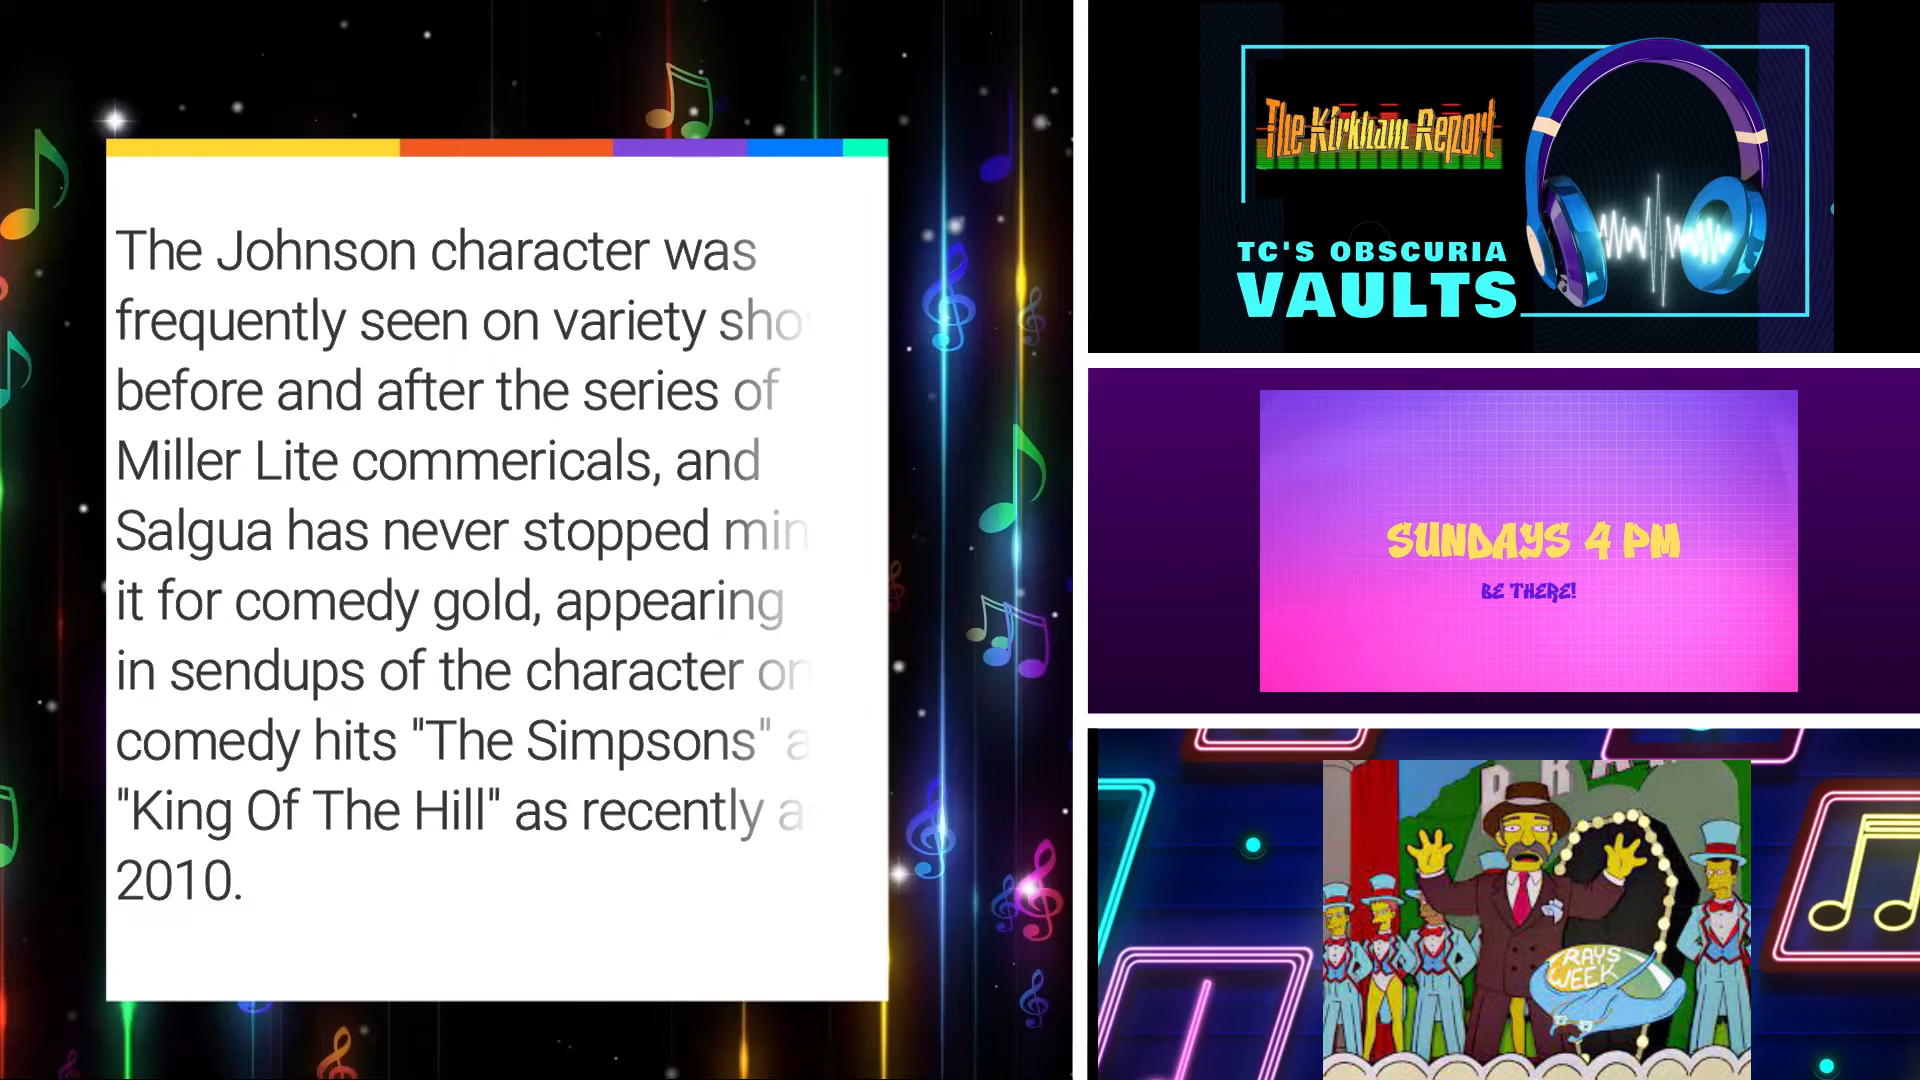 The Johnson character was
frequently seen on variety
before and after the series of
Miller Lite commericals, and
Salgua has never stopped
it for comedy gold, appearing
in sendups of the character on
comedy hits "The Simpsons"
"King Of The Hill" as recently
2010.
The Kirkham Report
TC'S OBSCURIA
VAULTS
SUNDAYS 4 PM
BE THERE!
RAYS
WEEK